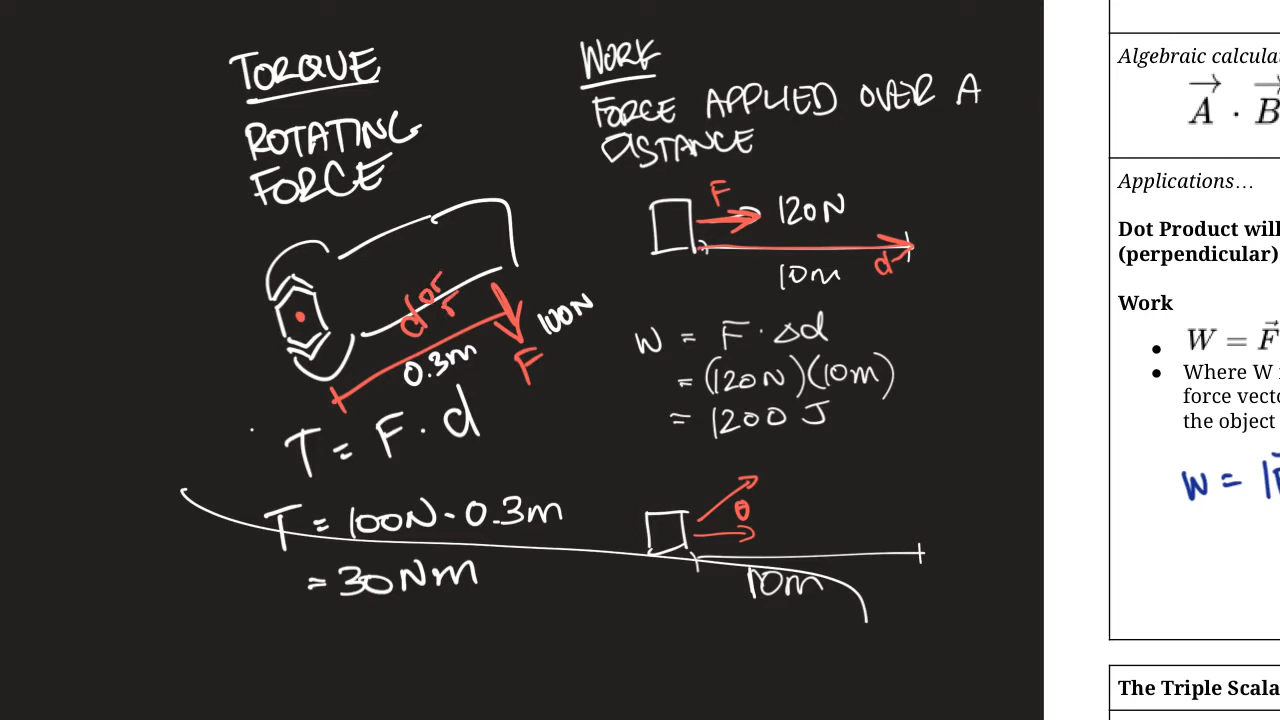 TORQUE
ROTATING
FORCE
d or r
0.3m
100N
F
T = F · d
T = 100N - 0.3m
= 30Nm
WORK
FORCE APPLIED OVER A
DISTANCE
F
120N
d
10m
W = F · Δd
= (120N)(10m)
= 1200 J
θ
10m
Algebraic calcula
A · B
Applications…
Dot Product will
(perpendicular)
Work
● W = F
● Where W
force vect
the object
W = |F
The Triple Scala